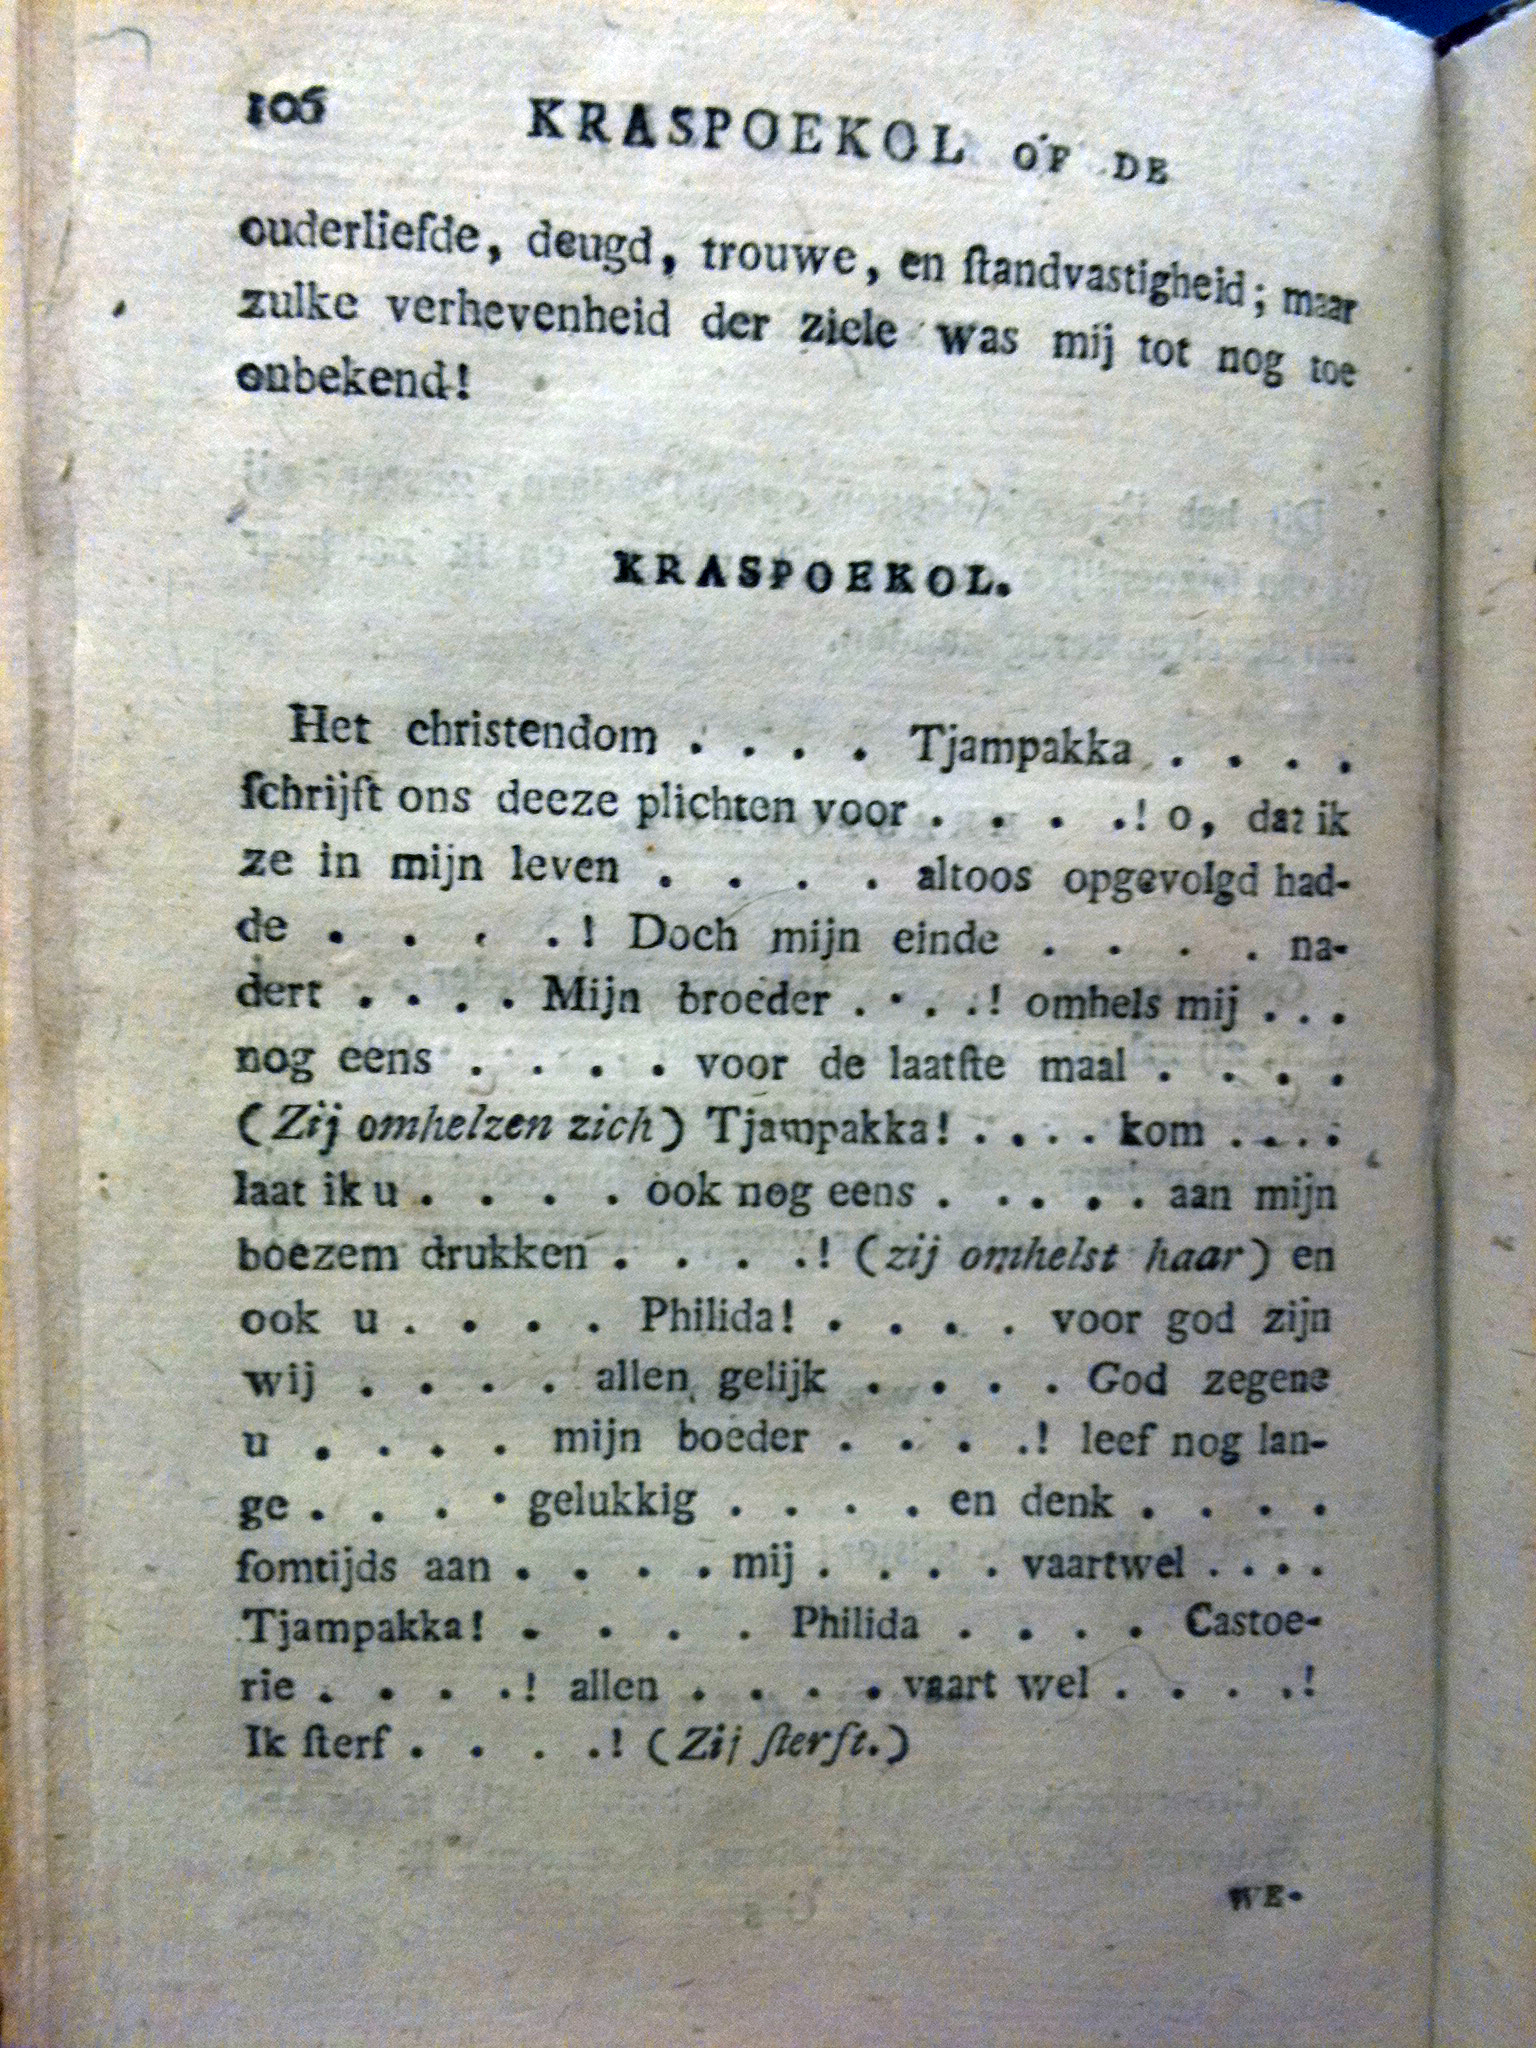 106 KRASPOEKOL OF DE
ouderliefde, deugd, trouwe, en ſtandvastigheid; maar
zulke verhevenheid der ziele was mij tot nog toe
onbekend!
KRASPOEKOL.
Het christendom . . . . Tjampakka . . . .
ſchrijft ons deeze plichten voor . . . .! o, dat ik
ze in mijn leven . . . . altoos opgevolgd had-
de . . . .! Doch mijn einde . . . . na-
dert . . . . Mijn broeder . . . .! omhels mij . . .
nog eens . . . . voor de laatſte maal . . . .
(Zij omhelzen zich) Tjampakka! . . . . kom . . . .
laat ik u . . . . ook nog eens . . . . . aan mijn
boezem drukken . . . .! (zij omhelst haar) en
ook u . . . . Philida! . . . . voor god zijn
wij . . . . allen gelijk . . . . God zegene
u . . . . mijn boeder . . . .! leef nog lan-
ge . . . . gelukkig . . . . en denk . . . .
ſomtijds aan . . . . mij . . . . vaartwel . . . .
Tjampakka! . . . . Philida . . . . Castoe-
rie . . . .! allen . . . . vaart wel . . . .!
Ik ſterf . . . .! (Zij ſterft.)
WE-